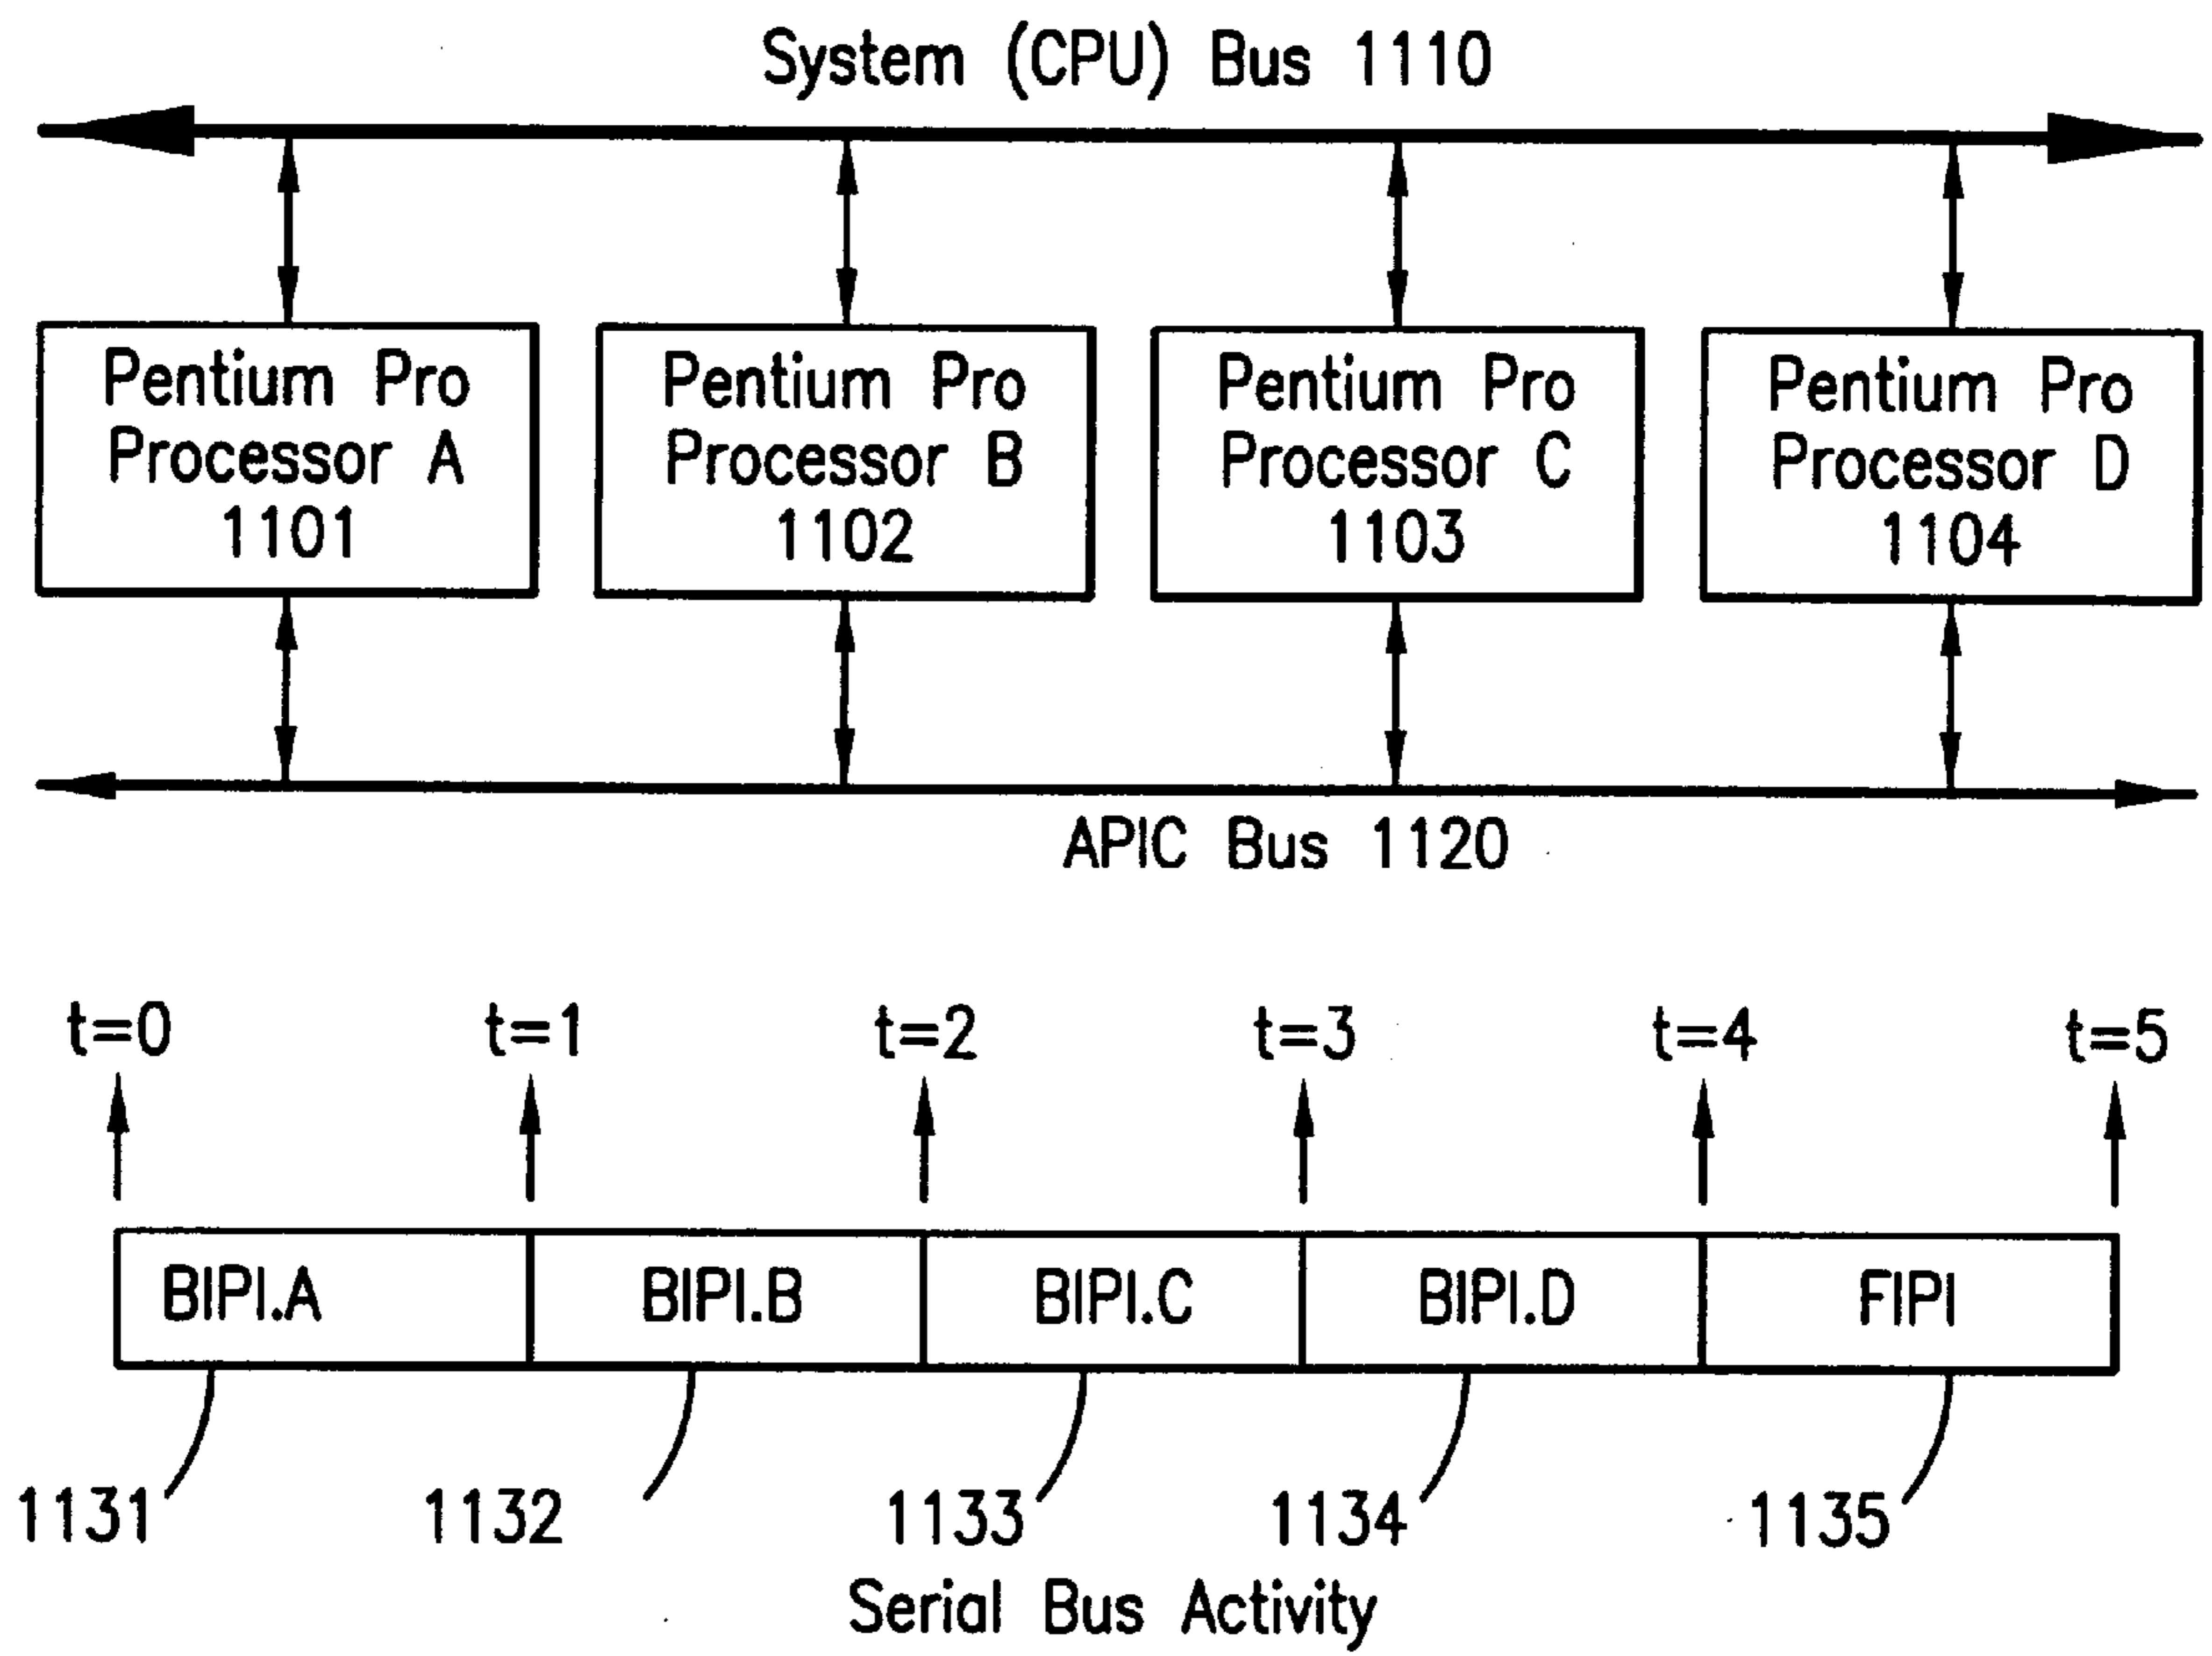 System (CPU) Bus 1110
Pentium Pro
Processor A
1101
Pentium Pro
Processor B
1102
Pentium Pro
Processor C
1103
Pentium Pro
Processor D
1104
APIC Bus 1120
t=0
t=1
t=2
t=3
t=4
t=5
BIPI.A
BIPI.B
BIPI.C
BIPI.D
FIPI
1131
1132
1133
1134
1135
Serial Bus Activity